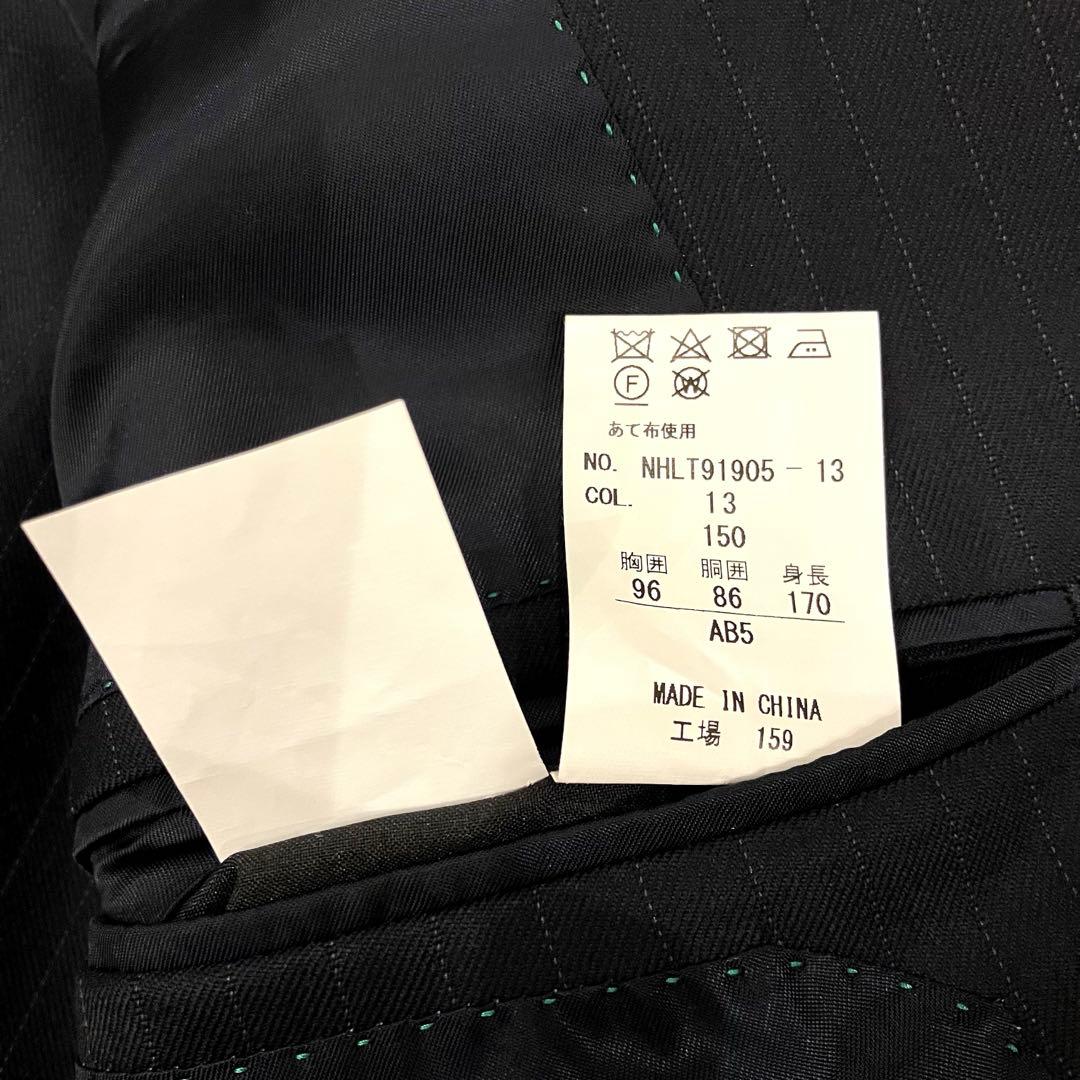 F W
あて布使用
NO. NHLT91905 - 13
COL. 13
150
胸囲 胴囲 身長
96 86 170
AB5
MADE IN CHINA
工場 159